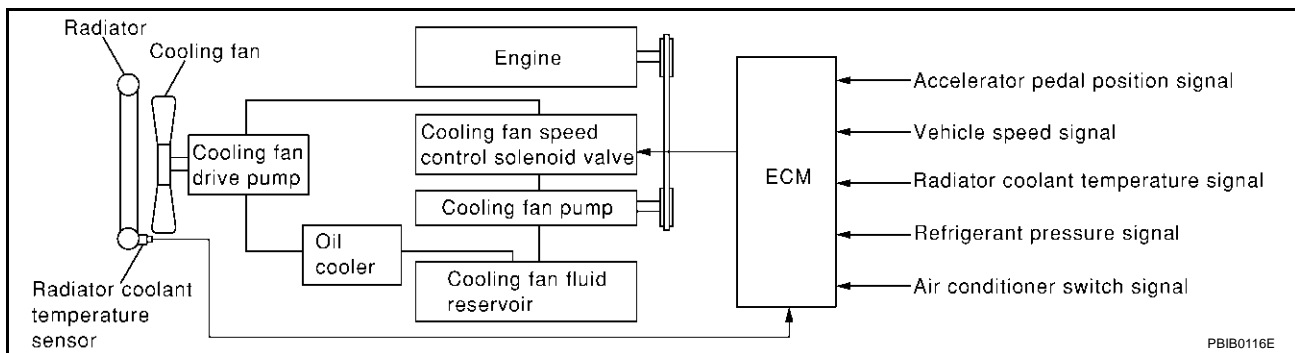 Radiator
Cooling fan
Engine
Cooling fan
drive pump
Cooling fan speed
control solenoid valve
Cooling fan pump
Oil
cooler
Cooling fan fluid
reservoir
Radiator coolant
temperature
sensor
ECM
Accelerator pedal position signal
Vehicle speed signal
Radiator coolant temperature signal
Refrigerant pressure signal
Air conditioner switch signal
PBIB0116E